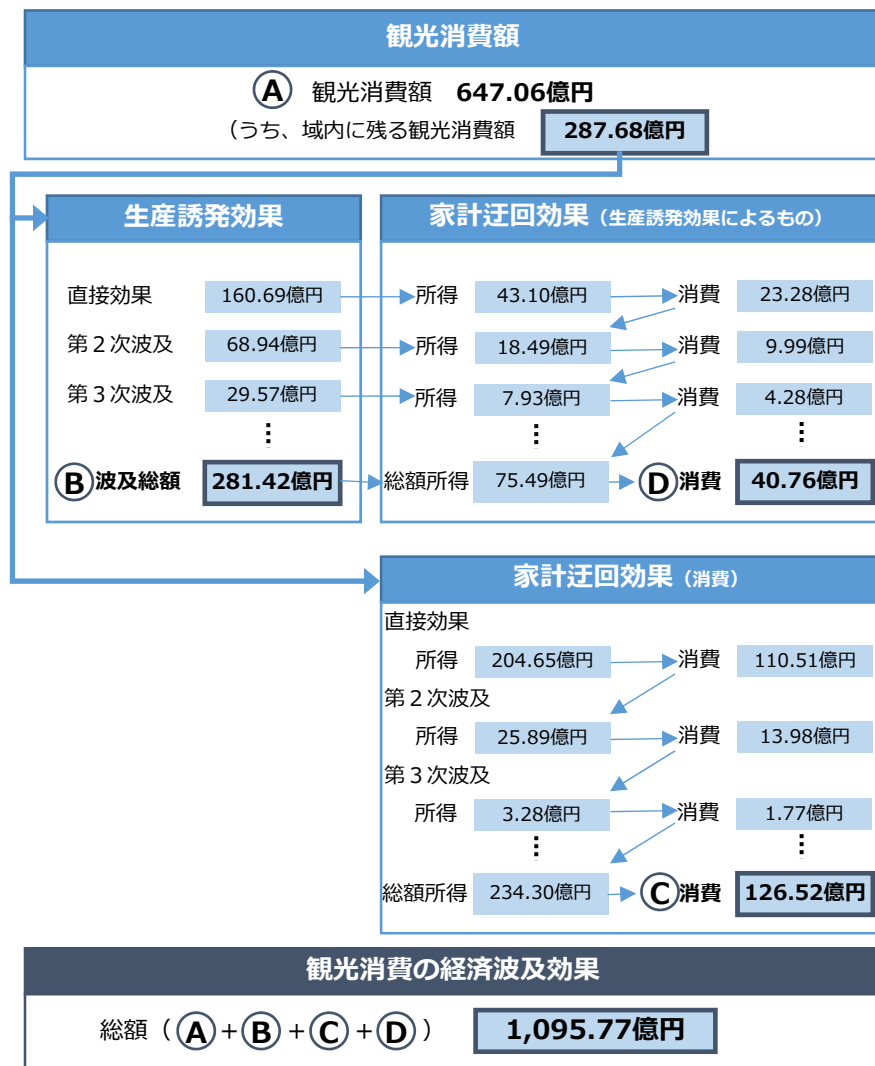 観光消費額
A 観光消費額 647.06億円
(うち、域内に残る観光消費額 287.68億円
生産誘発効果
直接効果 160.69億円
第２次波及 68.94億円
第３次波及 29.57億円
⋮
B 波及総額 281.42億円
家計迂回効果（生産誘発効果によるもの）
所得 43.10億円 消費 23.28億円
所得 18.49億円 消費 9.99億円
所得 7.93億円 消費 4.28億円
⋮ ⋮
総額所得 75.49億円 D 消費 40.76億円
家計迂回効果（消費）
直接効果
所得 204.65億円 消費 110.51億円
第２次波及
所得 25.89億円 消費 13.98億円
第３次波及
所得 3.28億円 消費 1.77億円
⋮ ⋮
総額所得 234.30億円 C 消費 126.52億円
観光消費の経済波及効果
総額（A+B+C+D） 1,095.77億円